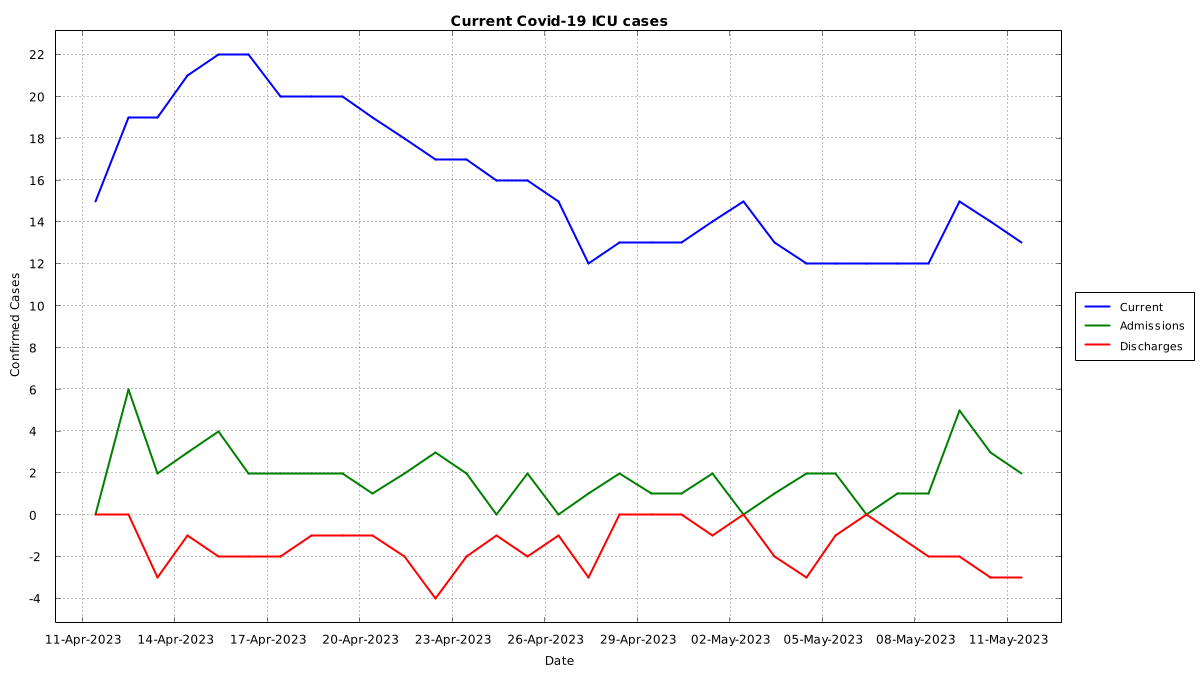 Current Covid-19 ICU cases
22
20
18
16
14
12
10
8
6
4
2
0
-2
-4
Confirmed Cases
11-Apr-2023 14-Apr-2023 17-Apr-2023 20-Apr-2023 23-Apr-2023 26-Apr-2023 29-Apr-2023 02-May-2023 05-May-2023 08-May-2023 11-May-2023
Date
Current
Admissions
Discharges